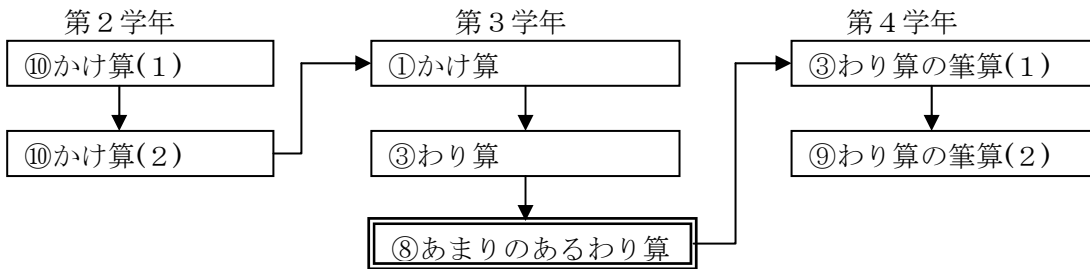 第２学年
⑩かけ算(１)
⑩かけ算(２)
第３学年
①かけ算
③わり算
⑧あまりのあるわり算
第４学年
③わり算の筆算(１)
⑨わり算の筆算(２)